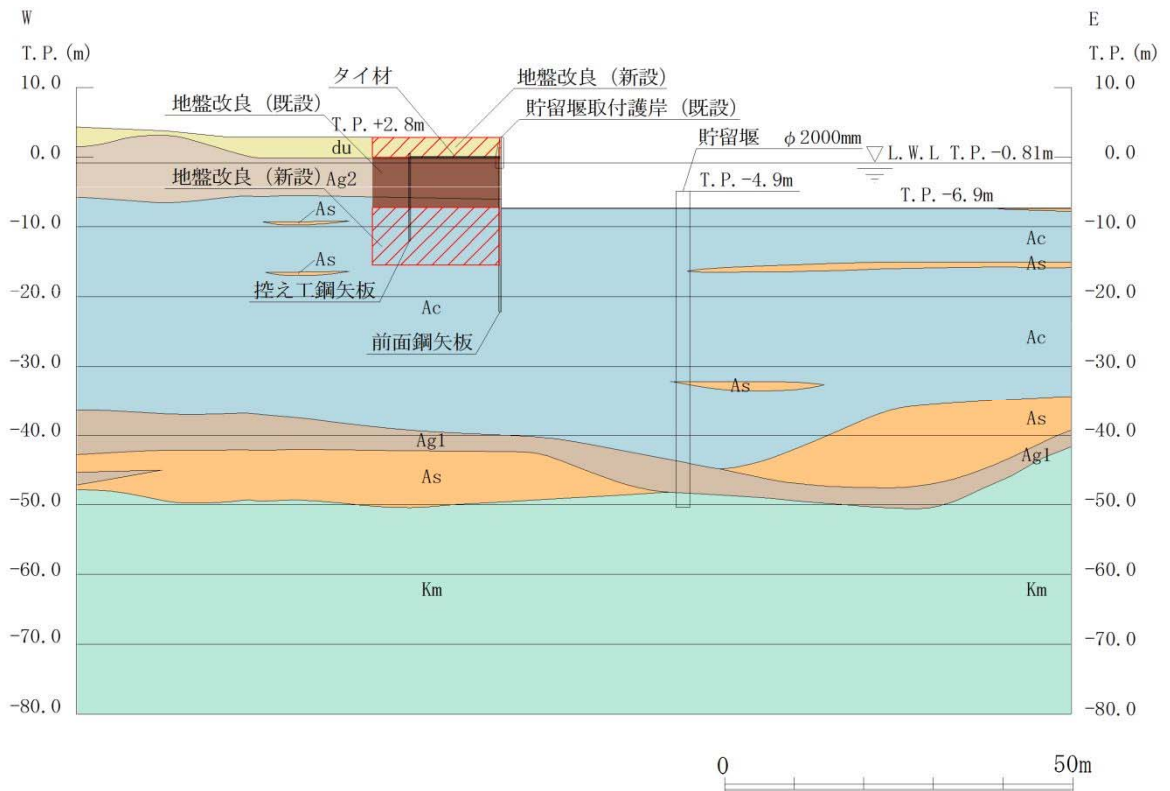 W
E
T.P.(m)
T.P.(m)
10.0
10.0
タイ材
地盤改良（新設）
地盤改良（既設）
貯留堰取付護岸（既設）
T.P.+2.8m
貯留堰 φ2000mm
du
0.0
0.0
L.W.L T.P.-0.81m
地盤改良（新設）
Ag2
T.P.-4.9m
T.P.-6.9m
As
-10.0
-10.0
Ac
As
As
控え工鋼矢板
-20.0
-20.0
Ac
前面鋼矢板
Ac
-30.0
-30.0
As
As
-40.0
-40.0
Ag1
Ag1
As
-50.0
-50.0
-60.0
-60.0
Km
Km
-70.0
-70.0
-80.0
-80.0
0
50m